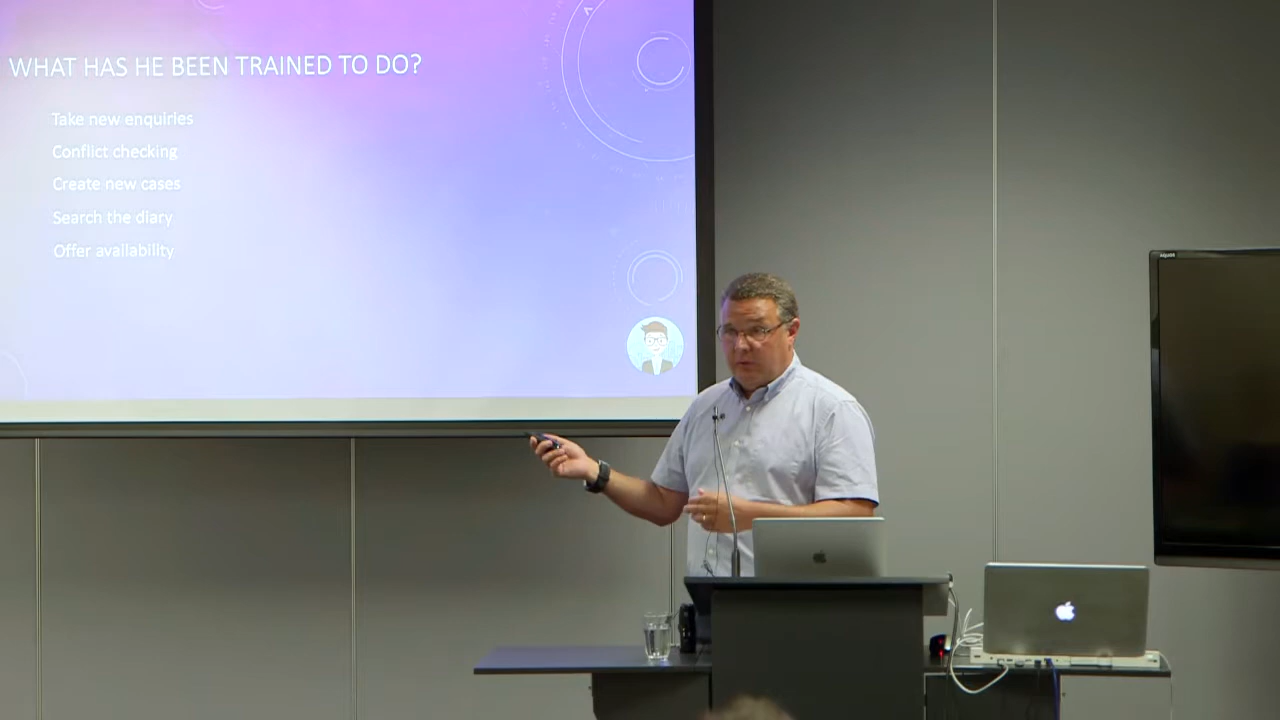 WHAT HAS HE BEEN TRAINED TO DO?
Take new enquiries
Conflict checking
Create new cases
Search the diary
Offer availability